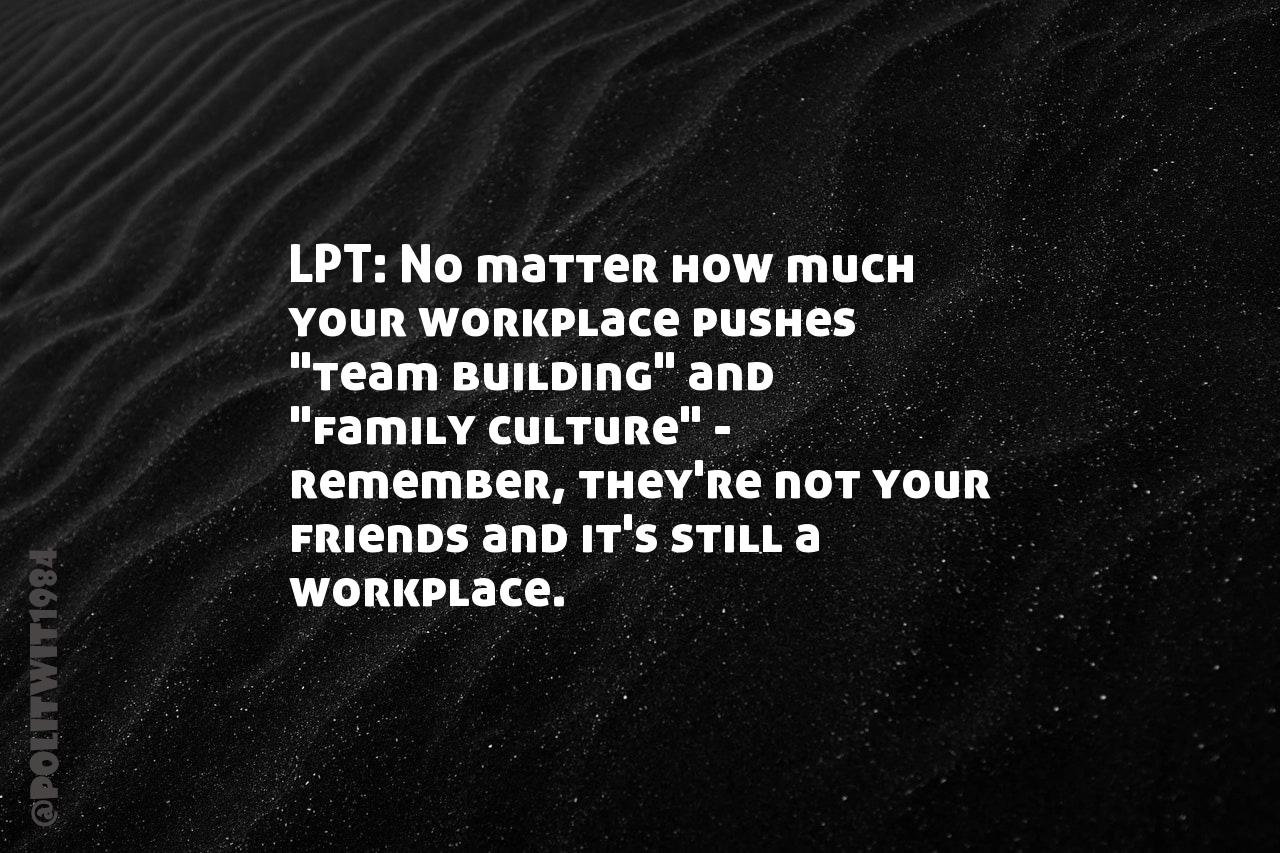 LPT: No matter how much
your workplace pushes
"team building" and
"family culture" -
remember, they're not your
friends and it's still a
workplace.
@POLITWIT1984